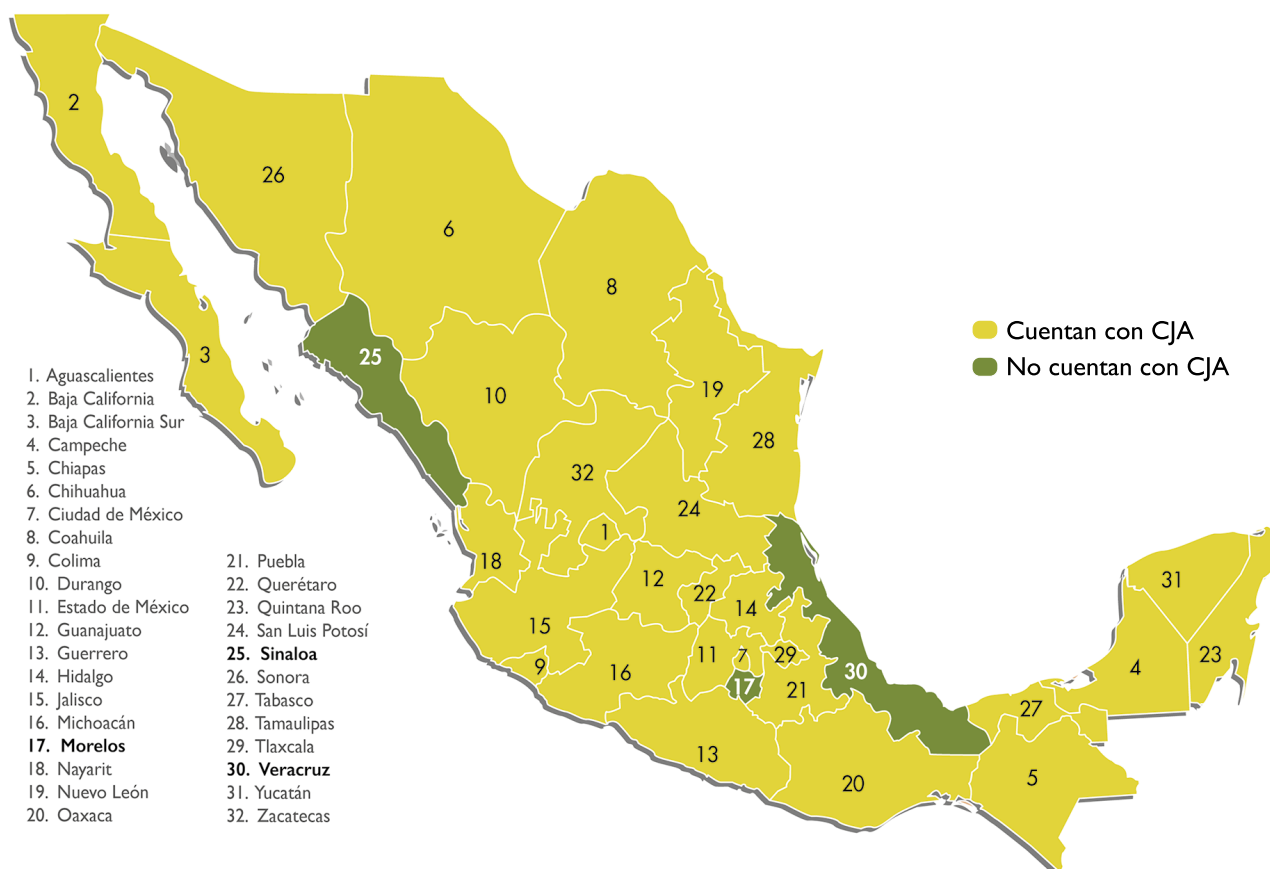 2
26
6
8
3
25
10
19
28
32
24
1
18
12
22
14
15
11
7
29
9
16
17
21
30
13
20
27
5
4
31
23
Cuentan con CJA
No cuentan con CJA
1. Aguascalientes
2. Baja California
3. Baja California Sur
4. Campeche
5. Chiapas
6. Chihuahua
7. Ciudad de México
8. Coahuila
9. Colima
10. Durango
11. Estado de México
12. Guanajuato
13. Guerrero
14. Hidalgo
15. Jalisco
16. Michoacán
17. Morelos
18. Nayarit
19. Nuevo León
20. Oaxaca
21. Puebla
22. Querétaro
23. Quintana Roo
24. San Luis Potosí
25. Sinaloa
26. Sonora
27. Tabasco
28. Tamaulipas
29. Tlaxcala
30. Veracruz
31. Yucatán
32. Zacatecas